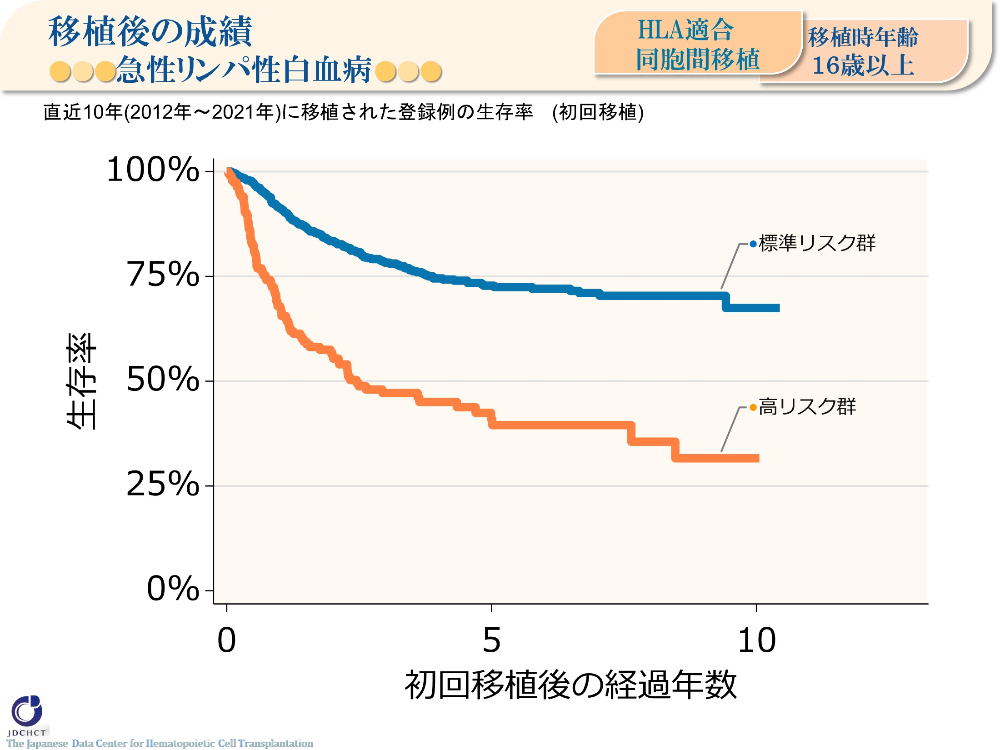 移植後の成績
急性リンパ性白血病
HLA適合
同胞間移植
移植時年齢
16歳以上
直近10年(2012年～2021年)に移植された登録例の生存率　(初回移植)
100%
75%
50%
25%
0%
生存率
標準リスク群
高リスク群
0
5
10
初回移植後の経過年数
JDCHCT
The Japanese Data Center for Hematopoietic Cell Transplantation